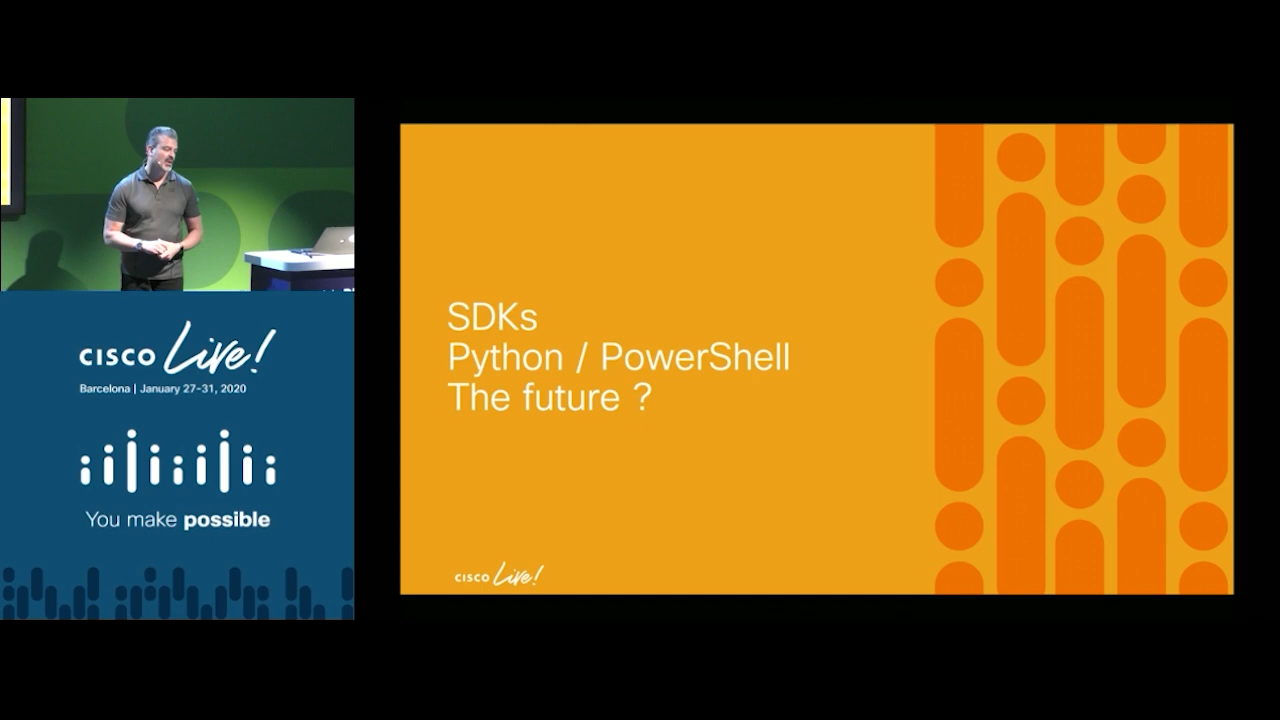 CISCO Live!
Barcelona | January 27-31, 2020
You make possible
SDKs
Python / PowerShell
The future ?
CISCO Live!